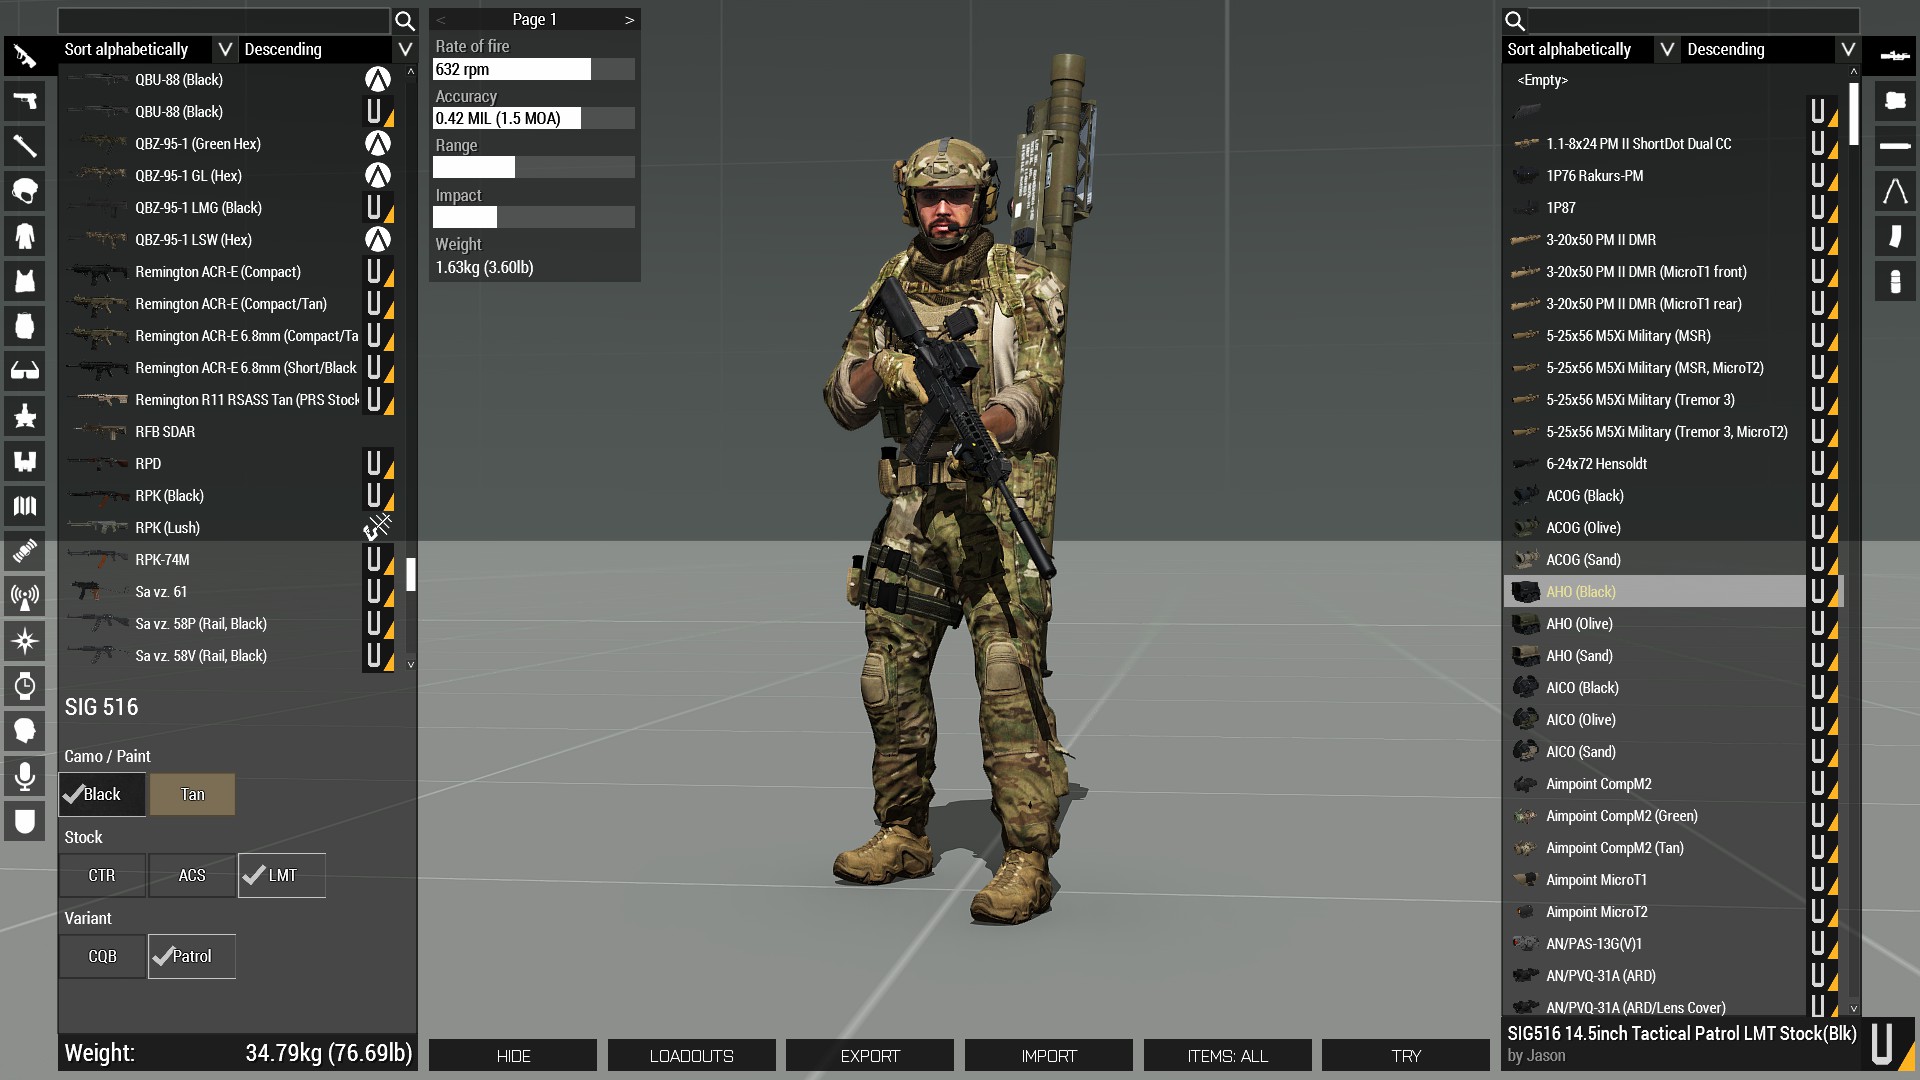 Sort alphabetically
Descending
QBU-88 (Black)
QBU-88 (Black)
QBZ-95-1 (Green Hex)
QBZ-95-1 GL (Hex)
QBZ-95-1 LMG (Black)
QBZ-95-1 LSW (Hex)
Remington ACR-E (Compact)
Remington ACR-E (Compact/Tan)
Remington ACR-E 6.8mm (Compact/Ta
Remington ACR-E 6.8mm (Short/Black
Remington R11 RSASS Tan (PRS Stock
RFB SDAR
RPD
RPK (Black)
RPK (Lush)
RPK-74M
Sa vz. 61
Sa vz. 58P (Rail, Black)
Sa vz. 58V (Rail, Black)
SIG 516
Camo / Paint
Black
Tan
Stock
CTR
ACS
LMT
Variant
CQB
Patrol
Weight:
34.79kg (76.69lb)
< Page 1 >
Rate of fire
632 rpm
Accuracy
0.42 MIL (1.5 MOA)
Range
Impact
Weight
1.63kg (3.60lb)
HIDE
LOADOUTS
EXPORT
IMPORT
ITEMS: ALL
TRY
Sort alphabetically
Descending
<Empty>
1.1-8x24 PM II ShortDot Dual CC
1P76 Rakurs-PM
1P87
3-20x50 PM II DMR
3-20x50 PM II DMR (MicroT1 front)
3-20x50 PM II DMR (MicroT1 rear)
5-25x56 M5Xi Military (MSR)
5-25x56 M5Xi Military (MSR, MicroT2)
5-25x56 M5Xi Military (Tremor 3)
5-25x56 M5Xi Military (Tremor 3, MicroT2)
6-24x72 Hensoldt
ACOG (Black)
ACOG (Olive)
ACOG (Sand)
AHO (Black)
AHO (Olive)
AHO (Sand)
AICO (Black)
AICO (Olive)
AICO (Sand)
Aimpoint CompM2
Aimpoint CompM2 (Green)
Aimpoint CompM2 (Tan)
Aimpoint MicroT1
Aimpoint MicroT2
AN/PAS-13G(V)1
AN/PVQ-31A (ARD)
AN/PVQ-31A (ARD/Lens Cover)
SIG516 14.5inch Tactical Patrol LMT Stock(Blk)
by Jason